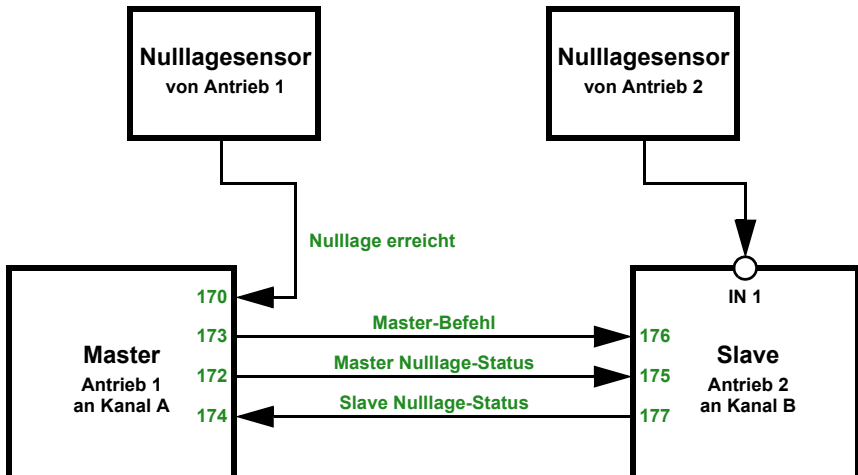 Nulllagesensor
von Antrieb 1
Nulllagesensor
von Antrieb 2
Nulllage erreicht
170
IN 1
173
Master-Befehl
176
Master
Antrieb 1
an Kanal A
172
Master Nulllage-Status
175
Slave
Antrieb 2
an Kanal B
174
Slave Nulllage-Status
177